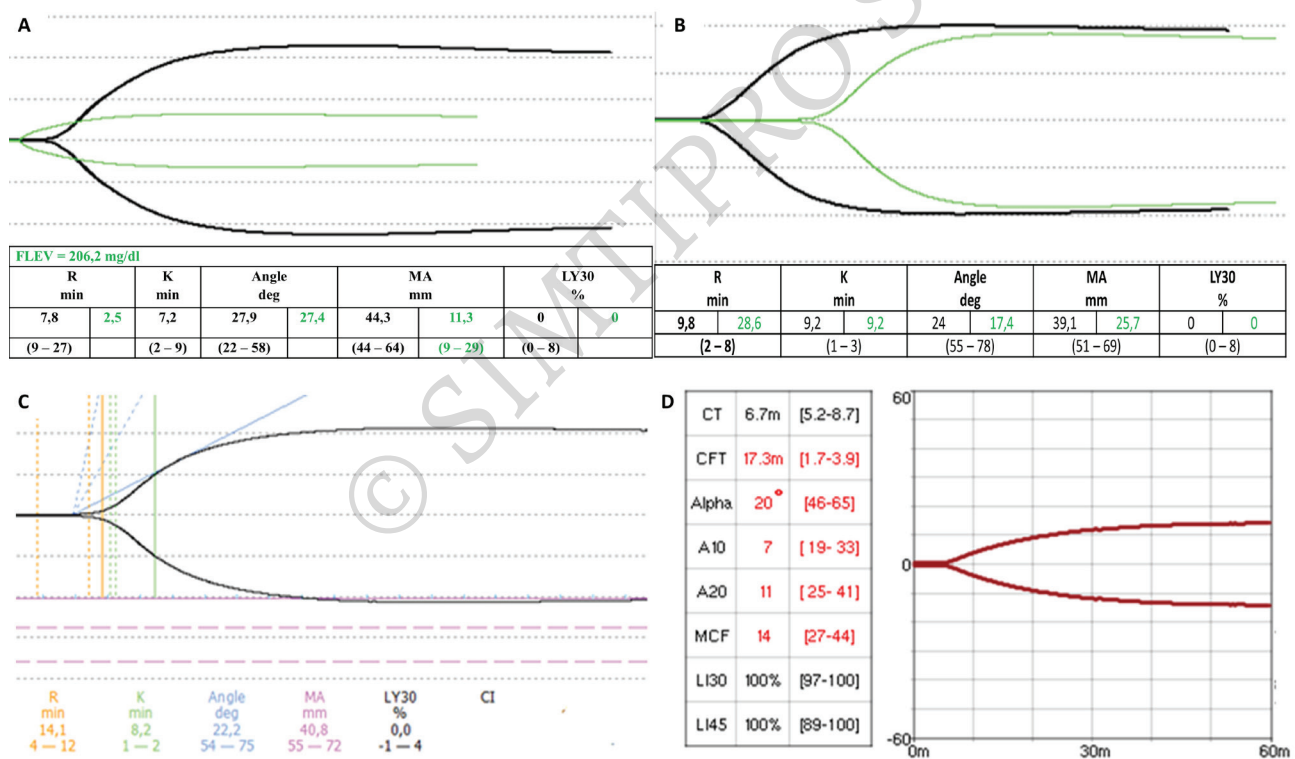 A
FLEV = 206,2 mg/dl
R K Angle MA LY30
min min deg mm %
7,8 2,5 7,2 27,9 27,4 44,3 11,3 0 0
(9 – 27) (2 – 9) (22 – 58) (44 – 64) (9 – 29) (0 – 8)
B
R K Angle MA LY30
min min deg mm %
9,8 28,6 9,2 9,2 24 17,4 39,1 25,7 0 0
(2 – 8) (1 – 3) (55 – 78) (51 – 69) (0 – 8)
C
R K Angle MA LY30 CI
min min deg mm %
14,1 8,2 22,2 40,8 0,0
4 — 12 1 — 2 54 — 75 55 — 72 -1 — 4
D
CT 6.7m [5.2-8.7]
CFT 17.3m [1.7-3.9]
Alpha 20° [46-65]
A10 7 [19- 33]
A20 11 [25- 41]
MCF 14 [27-44]
LI30 100% [97-100]
LI45 100% [89-100]
60
0
-60
0m 30m 60m
© SIMTIPRO S